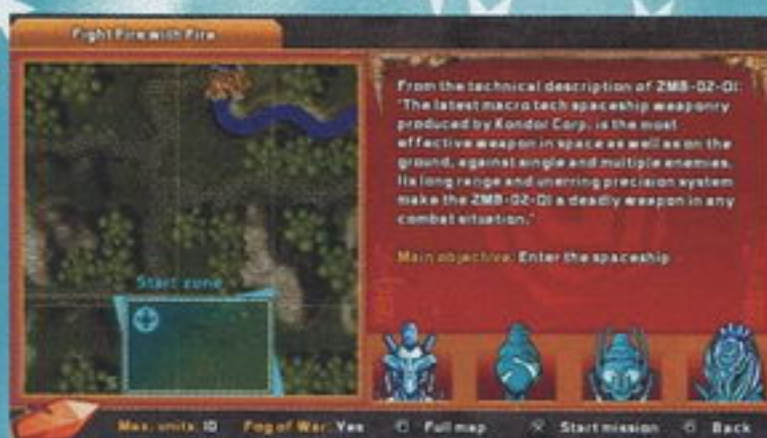 Fight Fire with Fire
From the technical description of ZMB-02-01:
"The latest macro tech spaceship weaponry
produced by Kondor Corp. is the most
effective weapon in space as well as on the
ground, against single and multiple enemies.
Its long range and unerring precision system
make the ZMB-02-01 a deadly weapon in any
combat situation."
Main objective: Enter the spaceship
Start zone
Max. units: 10 Fog of War: Yes Full map Start mission Back